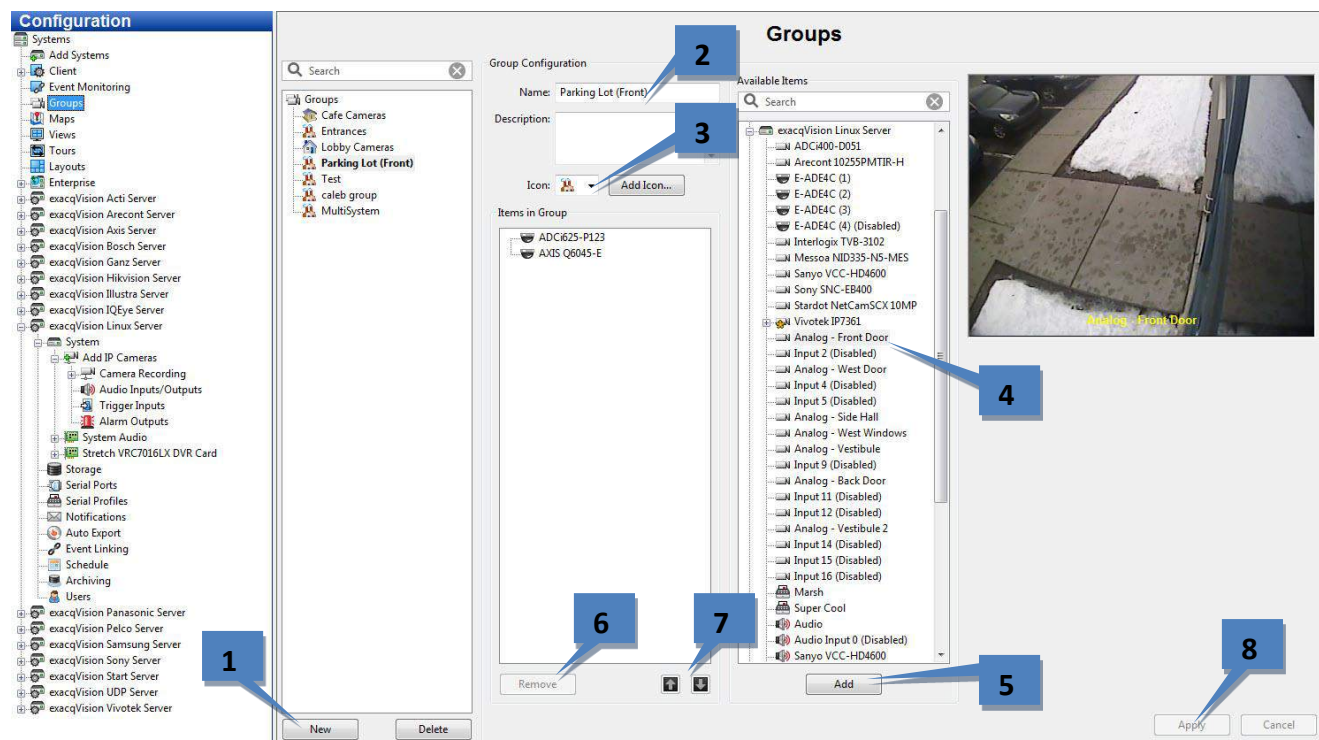 Configuration
Systems
Add Systems
Client
Event Monitoring
Groups
Maps
Views
Tours
Layouts
Enterprise
exacqVision Acti Server
exacqVision Arecont Server
exacqVision Axis Server
exacqVision Bosch Server
exacqVision Ganz Server
exacqVision Hikvision Server
exacqVision Illustra Server
exacqVision IQEye Server
exacqVision Linux Server
System
Add IP Cameras
Camera Recording
Audio Inputs/Outputs
Trigger Inputs
Alarm Outputs
System Audio
Stretch VRC7016LX DVR Card
Storage
Serial Ports
Serial Profiles
Notifications
Auto Export
Event Linking
Schedule
Archiving
Users
exacqVision Panasonic Server
exacqVision Pelco Server
exacqVision Samsung Server
exacqVision Sony Server
exacqVision Start Server
exacqVision UDP Server
exacqVision Vivotek Server
1
Search
Groups
Cafe Cameras
Entrances
Lobby Cameras
Parking Lot (Front)
Test
caleb group
MultiSystem
New
Delete
Groups
Group Configuration
2
Name: Parking Lot (Front)
Description:
3
Icon:
Add Icon...
Items in Group
ADCi625-P123
AXIS Q6045-E
6
7
Remove
Available Items
Search
exacqVision Linux Server
ADCi400-D051
Arecont 10255PMTIR-H
E-ADE4C (1)
E-ADE4C (2)
E-ADE4C (3)
E-ADE4C (4) (Disabled)
Interlogix TVB-3102
Messoa NID335-N5-MES
Sanyo VCC-HD4600
Sony SNC-EB400
Stardot NetCamSCX 10MP
Vivotek IP7361
Analog - Front Door
Input 2 (Disabled)
Analog - West Door
Input 4 (Disabled)
Input 5 (Disabled)
Analog - Side Hall
Analog - West Windows
Analog - Vestibule
Input 9 (Disabled)
Analog - Back Door
Input 11 (Disabled)
Input 12 (Disabled)
Analog - Vestibule 2
Input 14 (Disabled)
Input 15 (Disabled)
Input 16 (Disabled)
Marsh
Super Cool
Audio
Audio Input 0 (Disabled)
Sanyo VCC-HD4600
Add
4
5
Analog - Front Door
8
Apply
Cancel